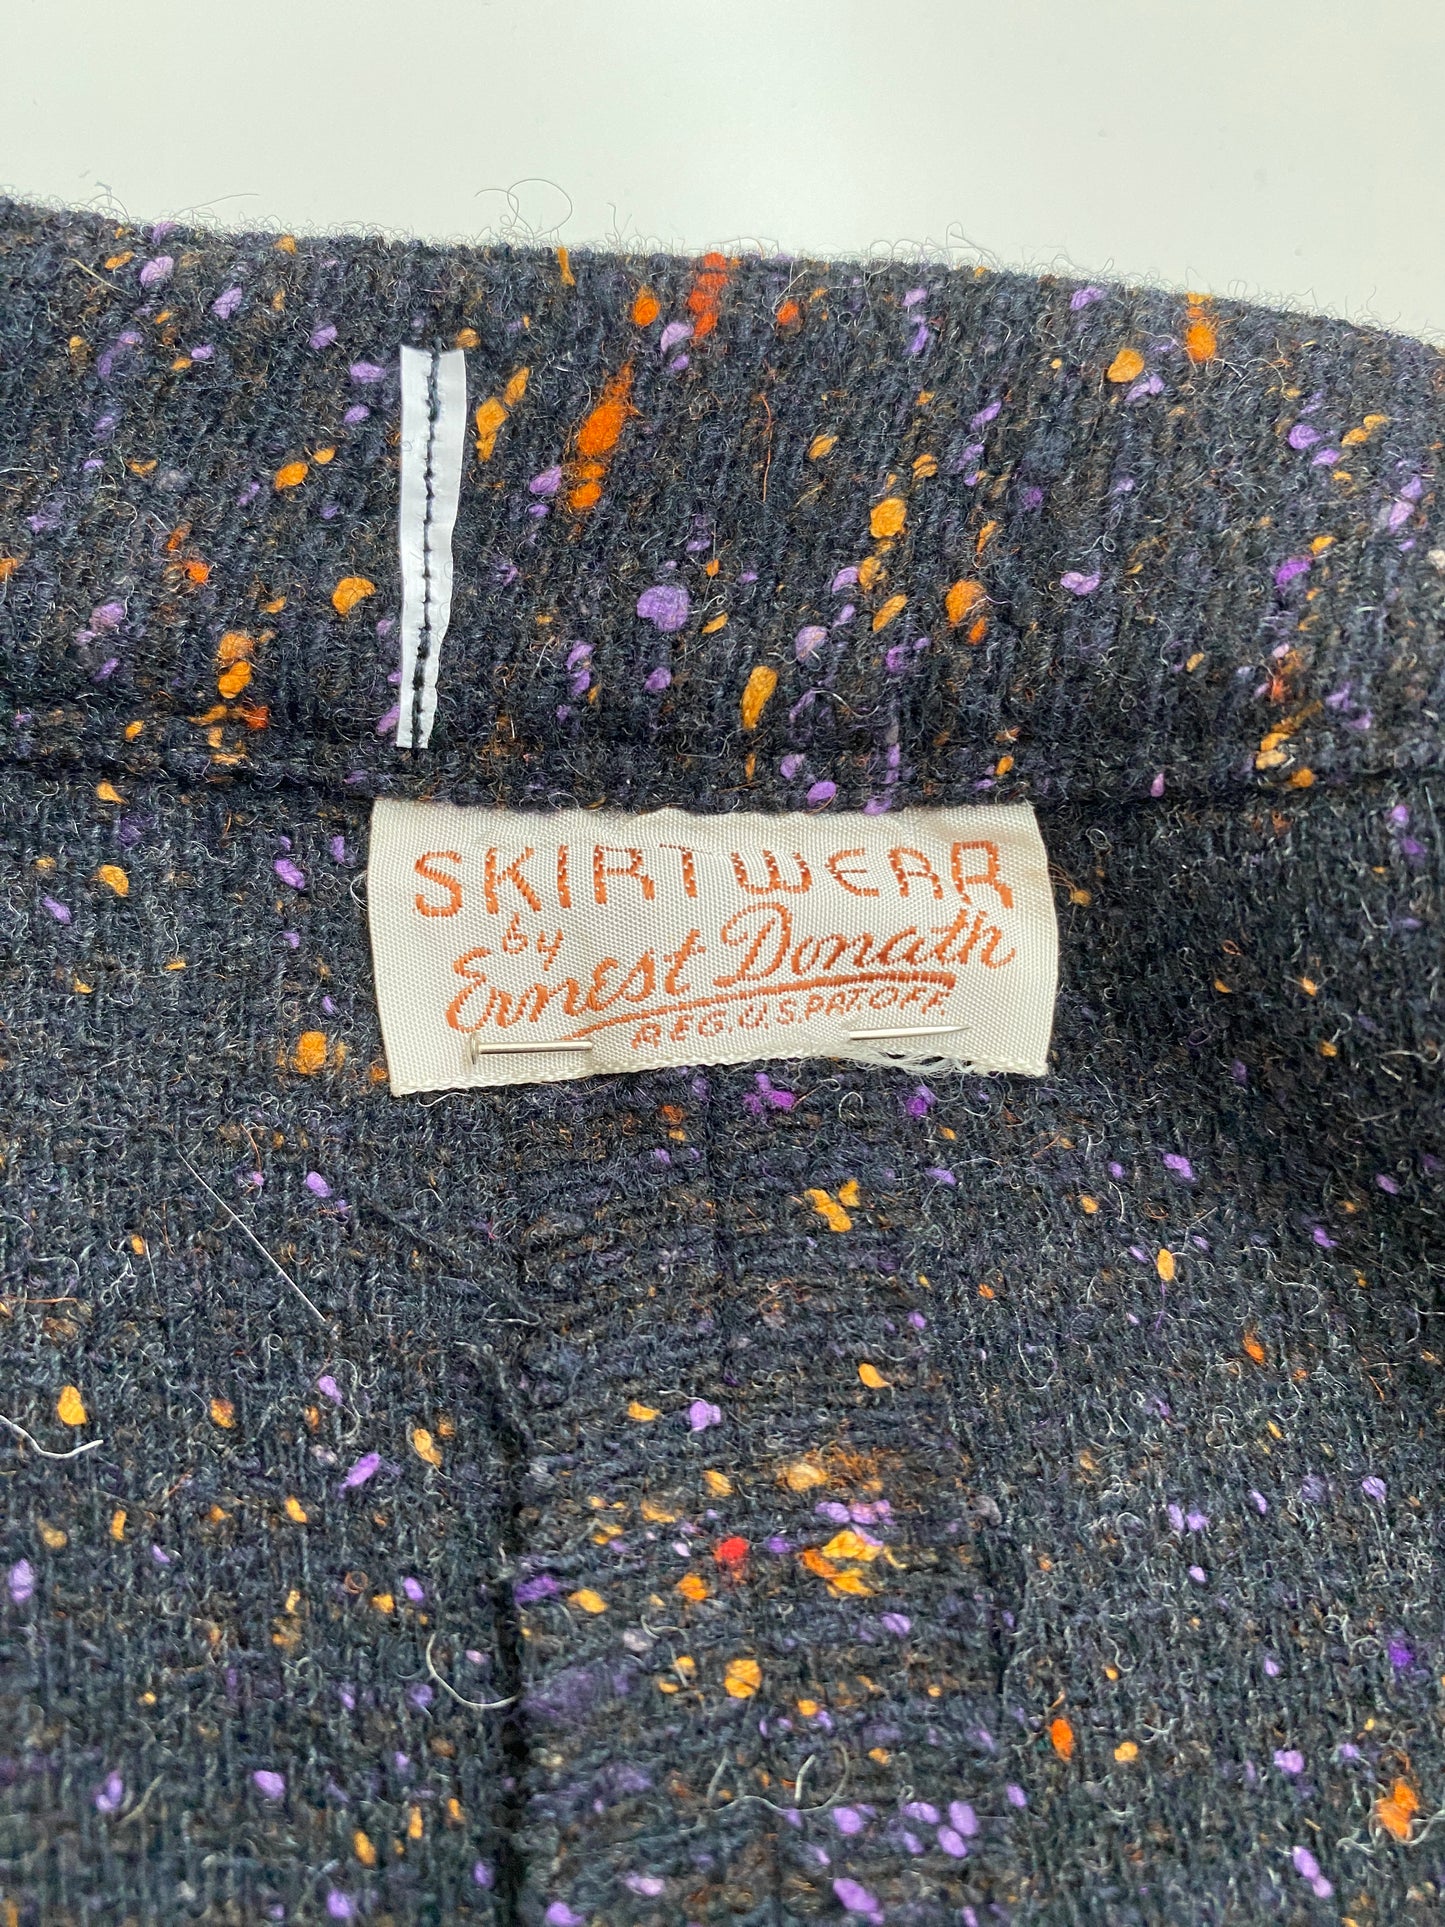 SKIRTWEAR
by
Ernest Donath
REG.U.S.PAT.OFF.